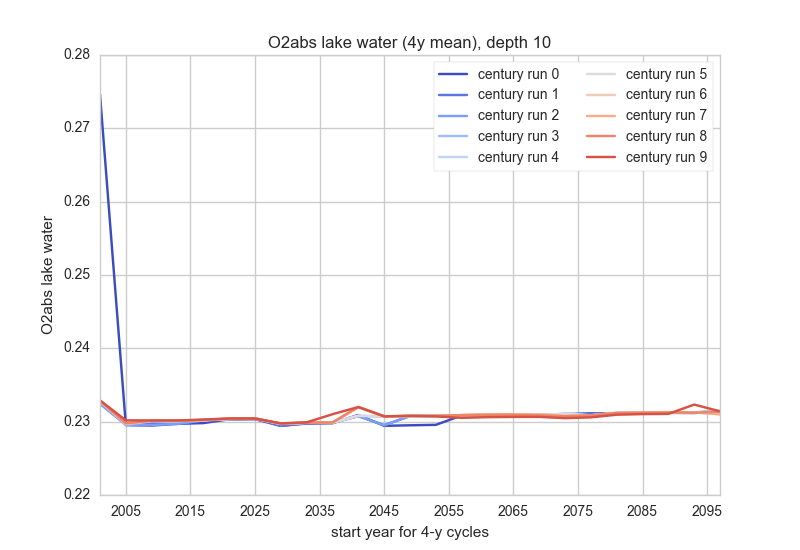 O2abs lake water (4y mean), depth 10
0.28
0.27
0.26
0.25
0.24
0.23
0.22
O2abs lake water
century run 0
century run 1
century run 2
century run 3
century run 4
century run 5
century run 6
century run 7
century run 8
century run 9
2005 2015 2025 2035 2045 2055 2065 2075 2085 2095
start year for 4-y cycles